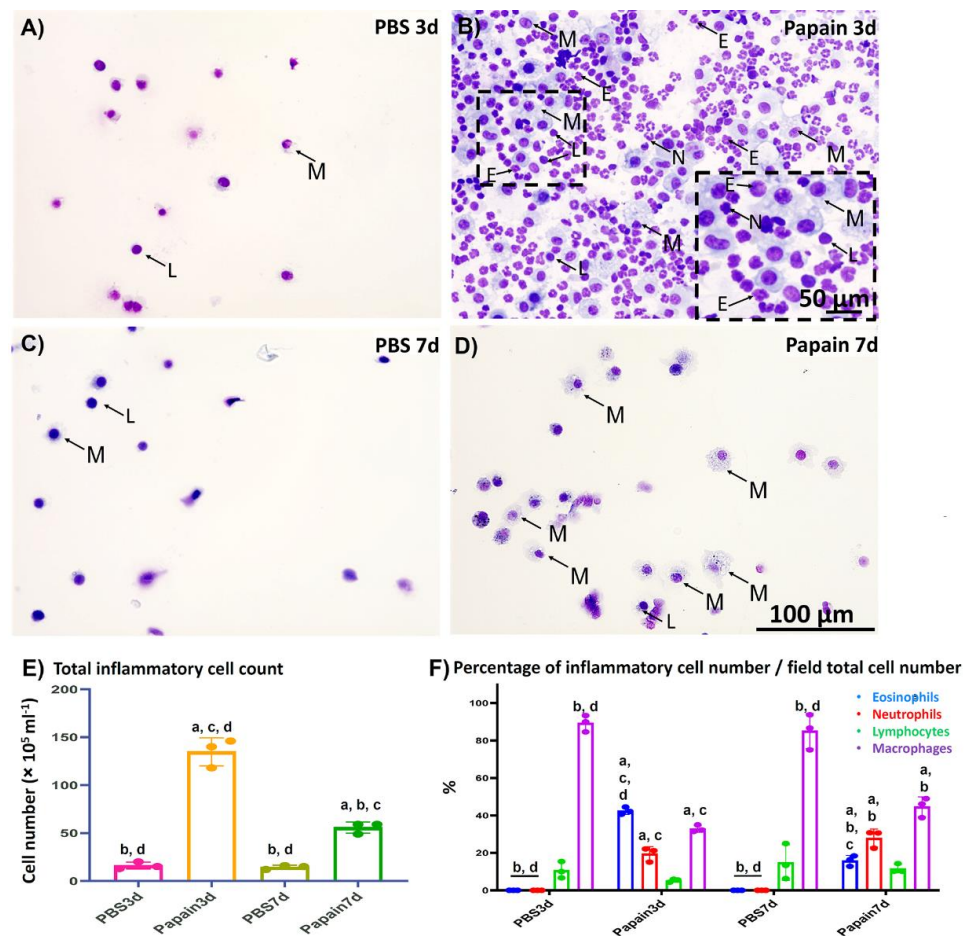 A) PBS 3d
M
L
B) Papain 3d
M
E
E
M
L
E
N
E
M
M
L
E
N
M
L
E
50 µm
C) PBS 7d
L
M
D) Papain 7d
M
M
M
M
M
M
L
100 µm
E) Total inflammatory cell count
Cell number (× 10⁵ ml⁻¹)
200
150
100
50
0
b, d
a, c, d
b, d
a, b, c
PBS3d
Papain3d
PBS7d
Papain7d
F) Percentage of inflammatory cell number / field total cell number
Eosinophils
Neutrophils
Lymphocytes
Macrophages
%
100
80
60
40
20
0
b, d
b, d
a,
c,
d
a, c
a, c
b, d
b, d
a,
b,
c
a,
b
a,
b
PBS3d
Papain3d
PBS7d
Papain7d